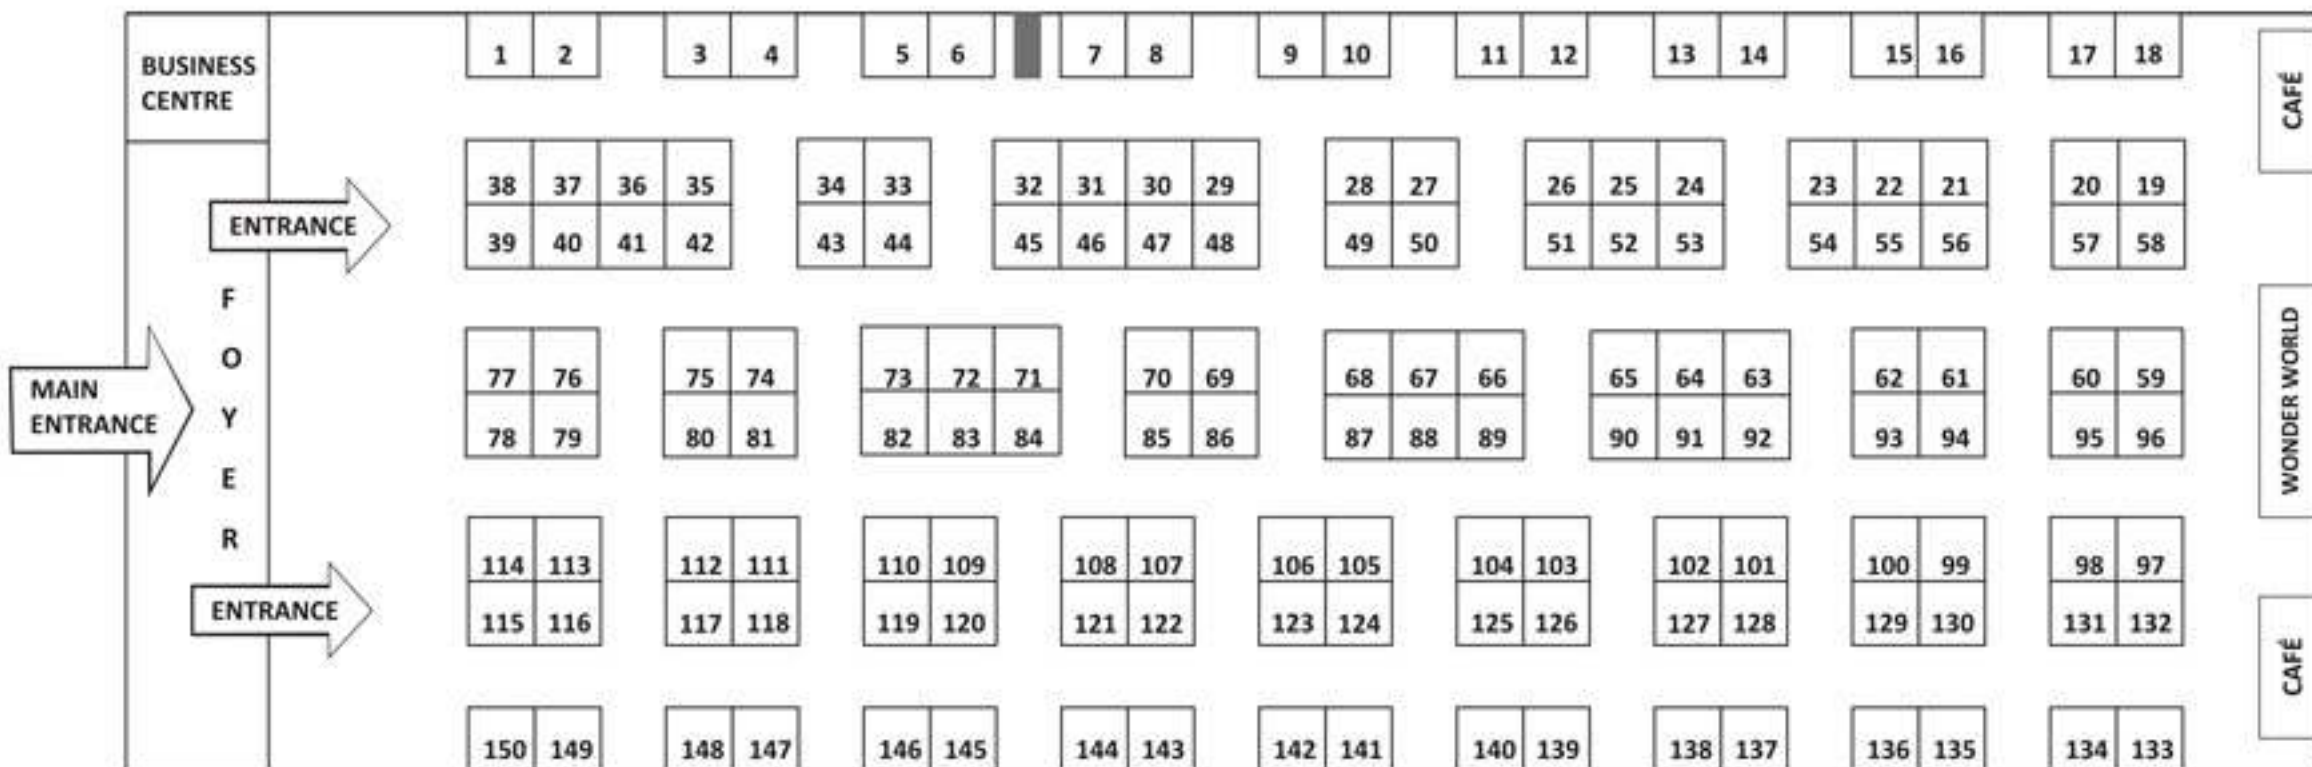 BUSINESS
CENTRE
1 2 3 4 5 6 7 8 9 10 11 12 13 14 15 16 17 18
CAFÉ
38 37 36 35 34 33 32 31 30 29 28 27 26 25 24 23 22 21 20 19
ENTRANCE
39 40 41 42 43 44 45 46 47 48 49 50 51 52 53 54 55 56 57 58
FOYER
MAIN
ENTRANCE
77 76 75 74 73 72 71 70 69 68 67 66 65 64 63 62 61 60 59
78 79 80 81 82 83 84 85 86 87 88 89 90 91 92 93 94 95 96
WONDER WORLD
114 113 112 111 110 109 108 107 106 105 104 103 102 101 100 99 98 97
ENTRANCE
115 116 117 118 119 120 121 122 123 124 125 126 127 128 129 130 131 132
CAFÉ
150 149 148 147 146 145 144 143 142 141 140 139 138 137 136 135 134 133